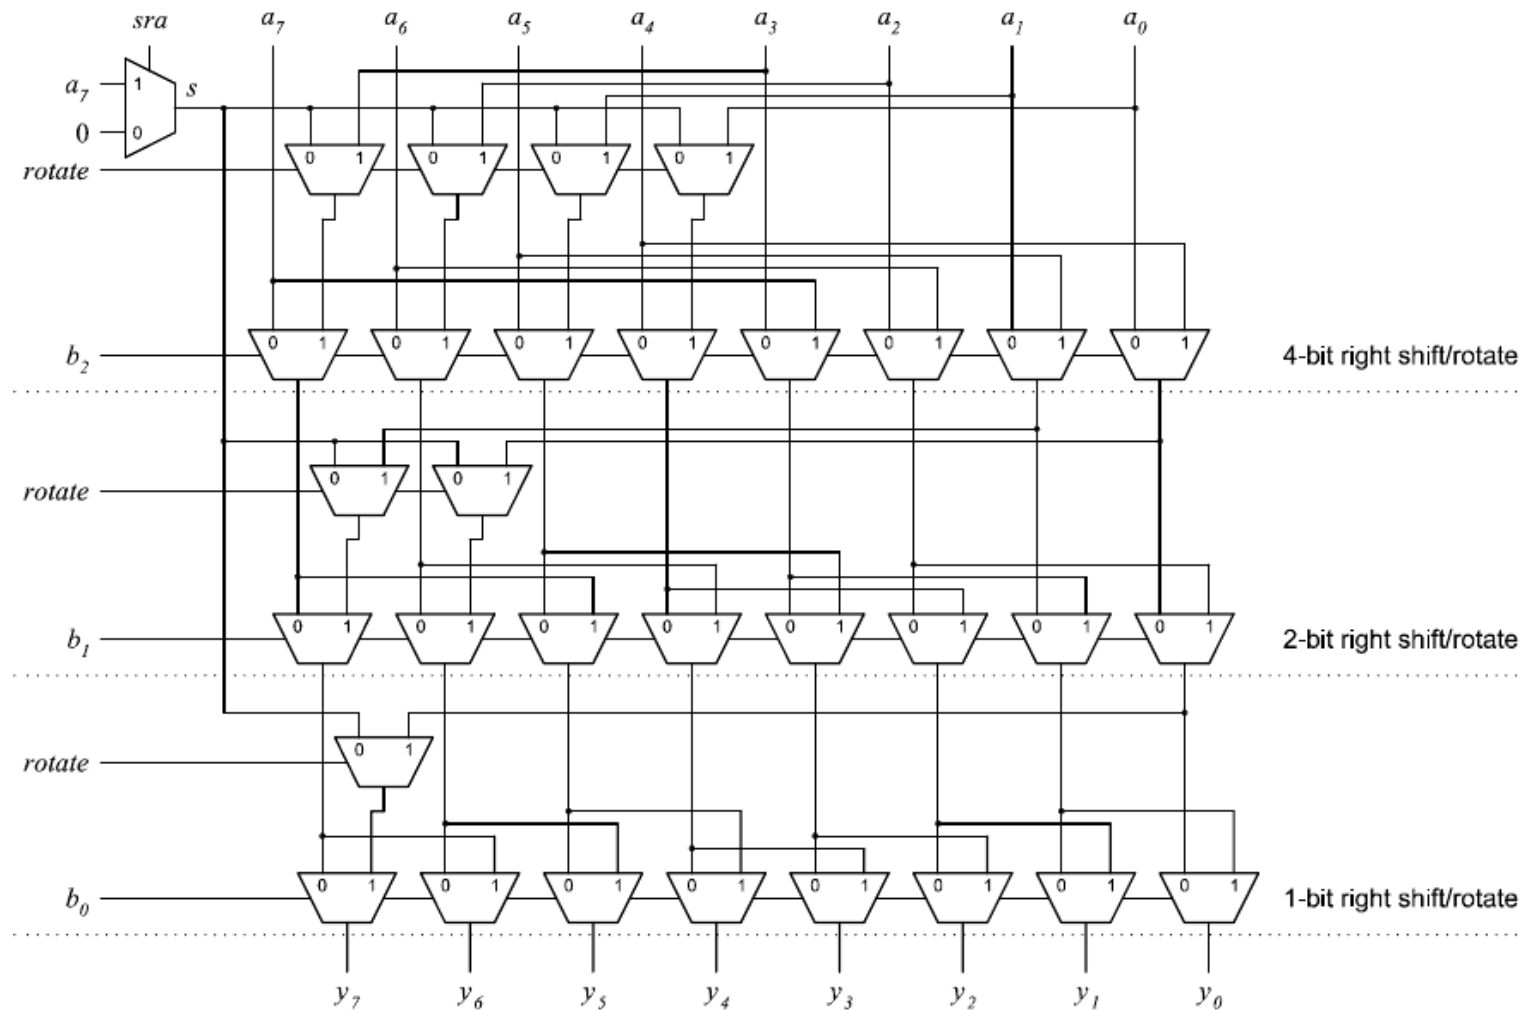 sra a₇ a₆ a₅ a₄ a₃ a₂ a₁ a₀
a₇ 1 s
0 0
0 1 0 1 0 1 0 1
rotate
0 1 0 1 0 1 0 1 0 1 0 1 0 1 0 1
b₂ 4-bit right shift/rotate
0 1 0 1
rotate
0 1 0 1 0 1 0 1 0 1 0 1 0 1 0 1
b₁ 2-bit right shift/rotate
0 1
rotate
0 1 0 1 0 1 0 1 0 1 0 1 0 1 0 1
b₀ 1-bit right shift/rotate
y₇ y₆ y₅ y₄ y₃ y₂ y₁ y₀